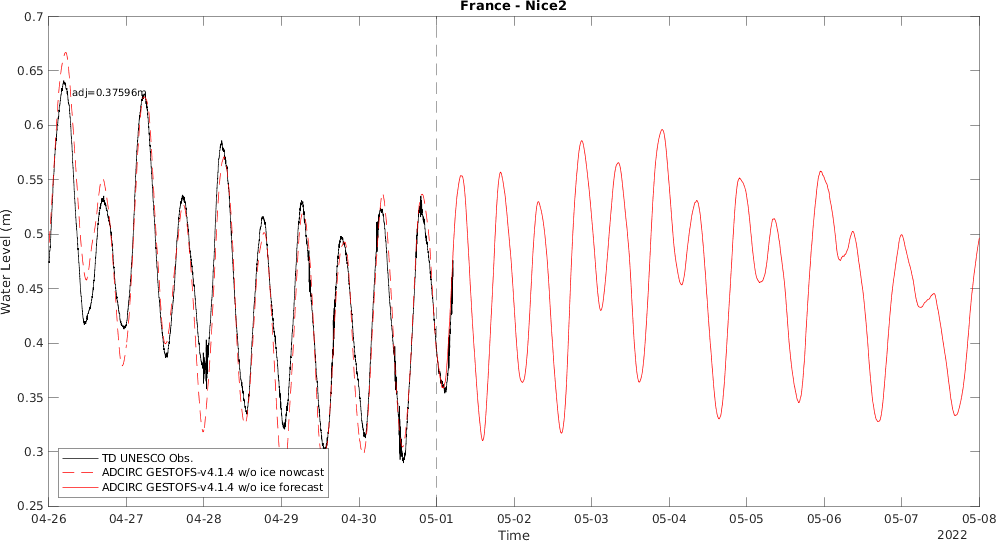 France - Nice2
0.7
0.65
0.6
0.55
0.5
0.45
0.4
0.35
0.3
0.25
Water Level (m)
adj=0.37596m
TD UNESCO Obs.
ADCIRC GESTOFS-v4.1.4 w/o ice nowcast
ADCIRC GESTOFS-v4.1.4 w/o ice forecast
04-26 04-27 04-28 04-29 04-30 05-01 05-02 05-03 05-04 05-05 05-06 05-07 05-08
Time
2022